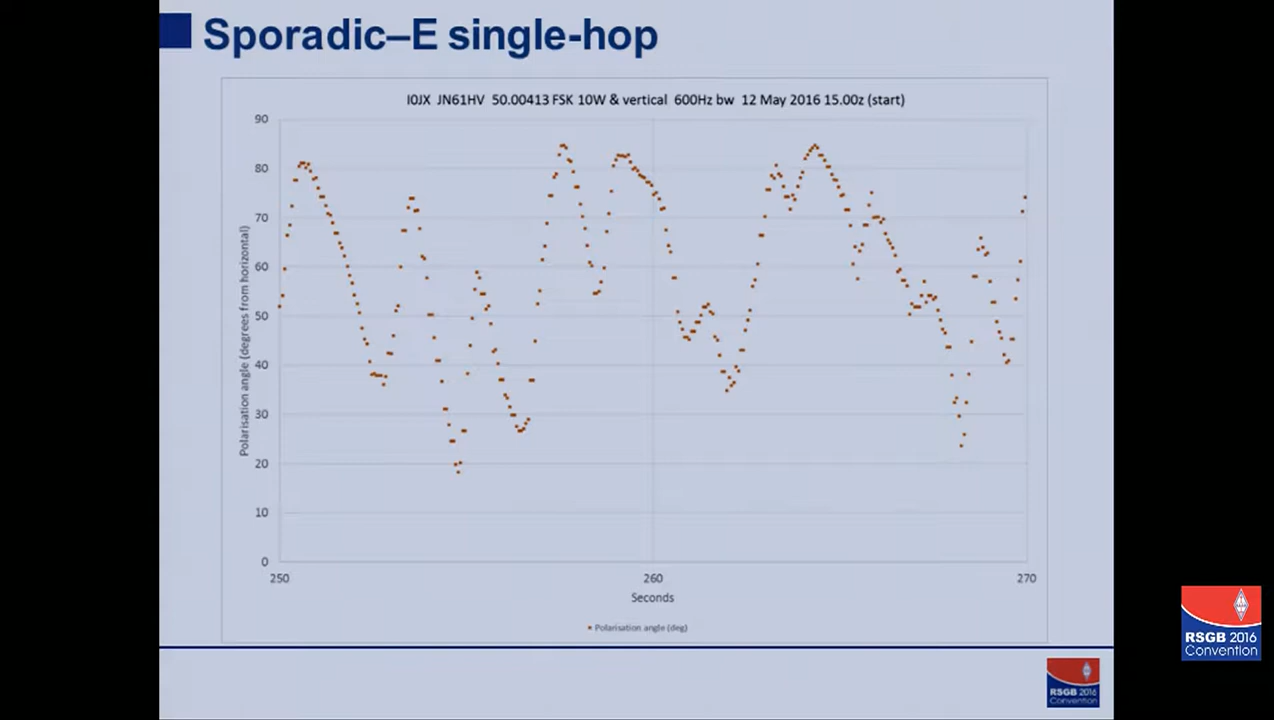 Sporadic–E single-hop
I0JX JN61HV 50.00413 FSK 10W & vertical 600Hz bw 12 May 2016 15.00z (start)
90
80
70
60
50
40
30
20
10
0
Polarisation angle (degrees from horizontal)
250
260
270
Seconds
Polarisation angle (deg)
RSGB 2016
Convention
RSGB 2016
Convention